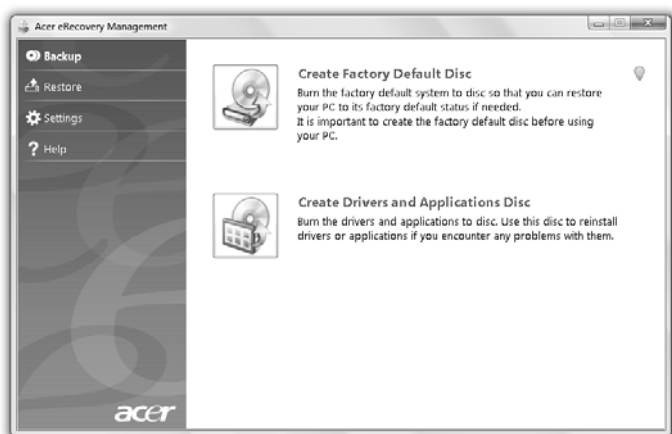 Acer eRecovery Management
Backup
Restore
Settings
? Help
Create Factory Default Disc
Burn the factory default system to disc so that you can restore
your PC to its factory default status if needed.
It is important to create the factory default disc before using
your PC.
Create Drivers and Applications Disc
Burn the drivers and applications to disc. Use this disc to reinstall
drivers or applications if you encounter any problems with them.
acer